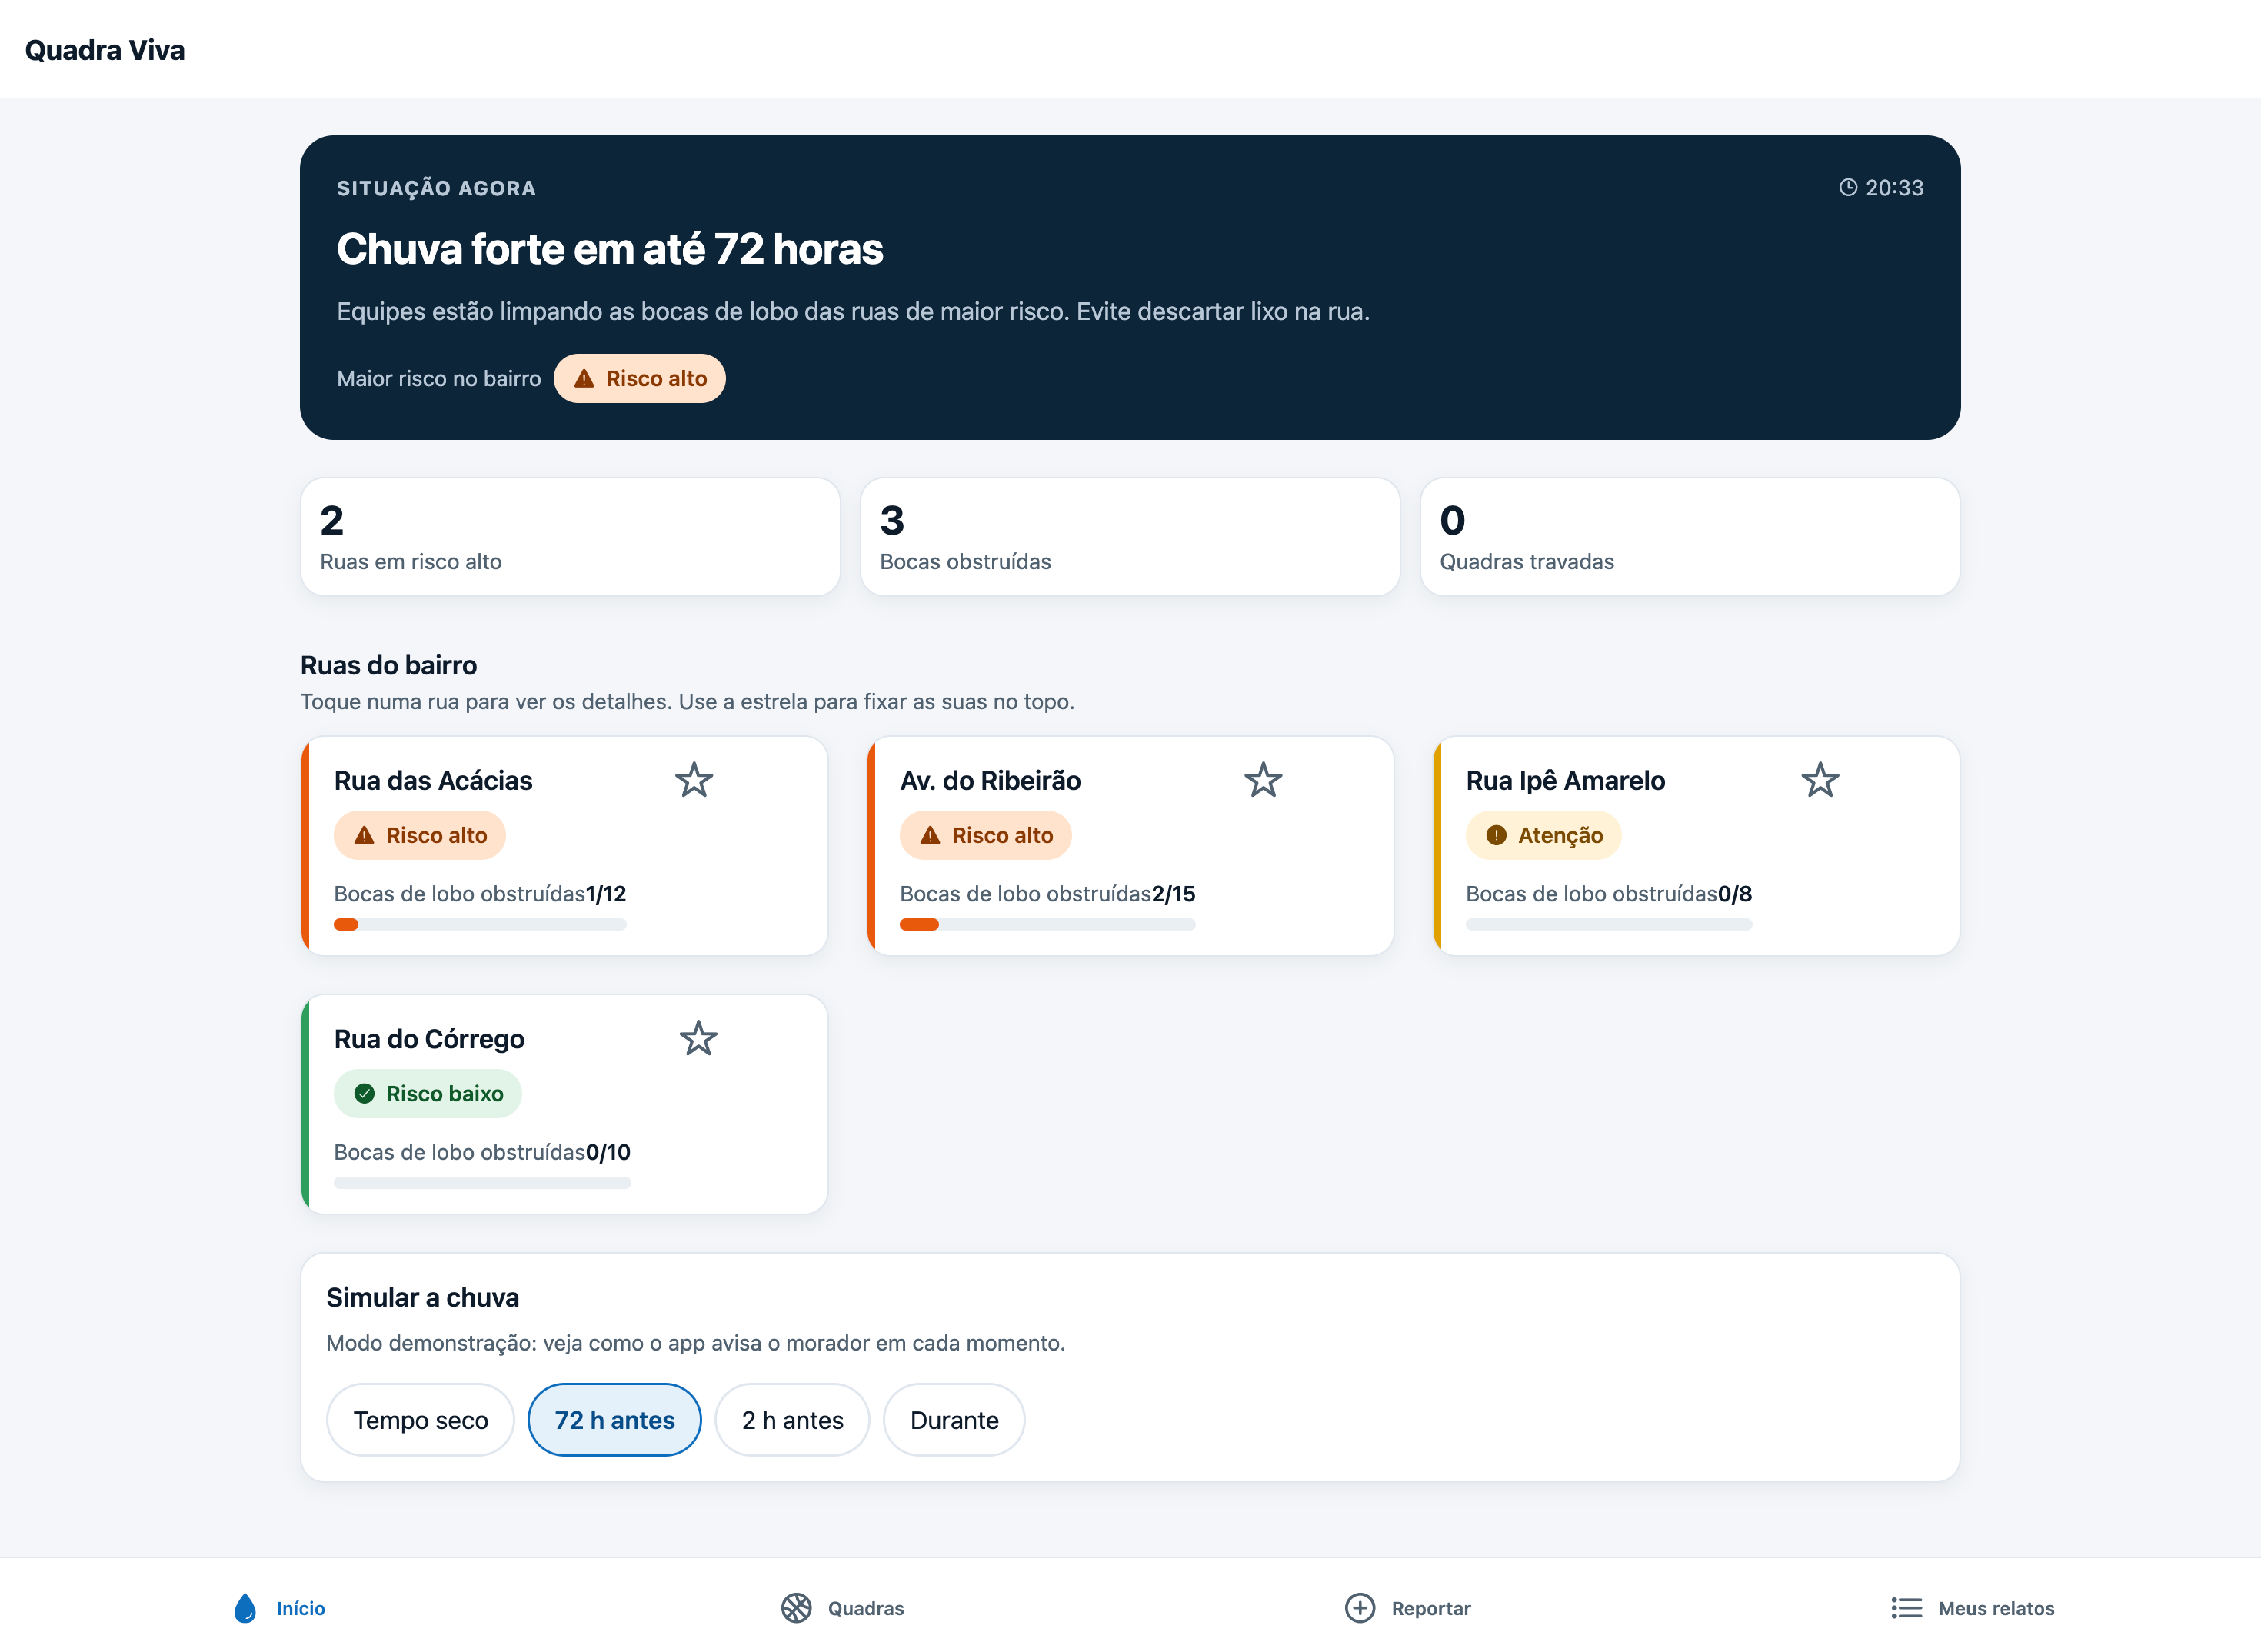 Quadra Viva
SITUAÇÃO AGORA
20:33
Chuva forte em até 72 horas
Equipes estão limpando as bocas de lobo das ruas de maior risco. Evite descartar lixo na rua.
Maior risco no bairro
Risco alto
2
Ruas em risco alto
3
Bocas obstruídas
0
Quadras travadas
Ruas do bairro
Toque numa rua para ver os detalhes. Use a estrela para fixar as suas no topo.
Rua das Acácias
Risco alto
Bocas de lobo obstruídas1/12
Av. do Ribeirão
Risco alto
Bocas de lobo obstruídas2/15
Rua Ipê Amarelo
Atenção
Bocas de lobo obstruídas0/8
Rua do Córrego
Risco baixo
Bocas de lobo obstruídas0/10
Simular a chuva
Modo demonstração: veja como o app avisa o morador em cada momento.
Tempo seco
72 h antes
2 h antes
Durante
Início
Quadras
Reportar
Meus relatos